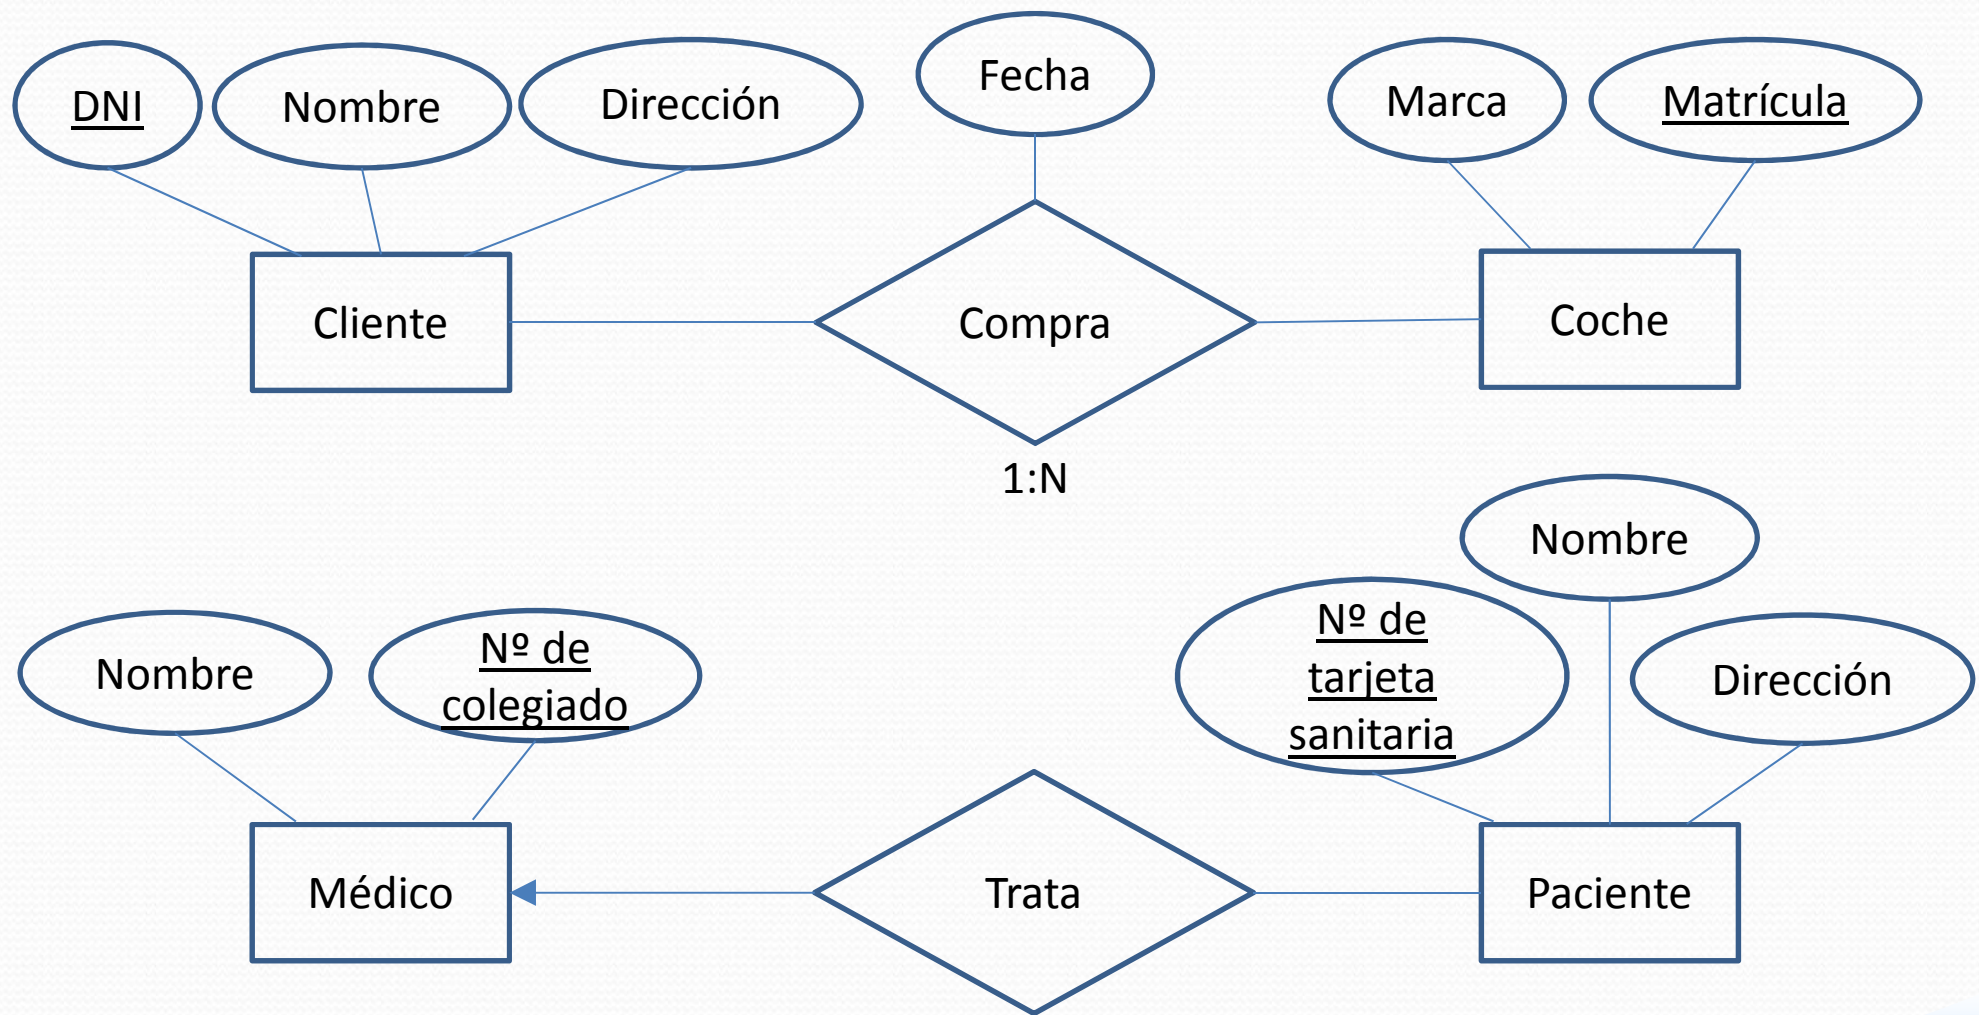 DNI
Nombre
Dirección
Fecha
Marca
Matrícula
Cliente
Compra
Coche
1:N
Nombre
Nº de
colegiado
Nº de
tarjeta
sanitaria
Nombre
Dirección
Médico
Trata
Paciente